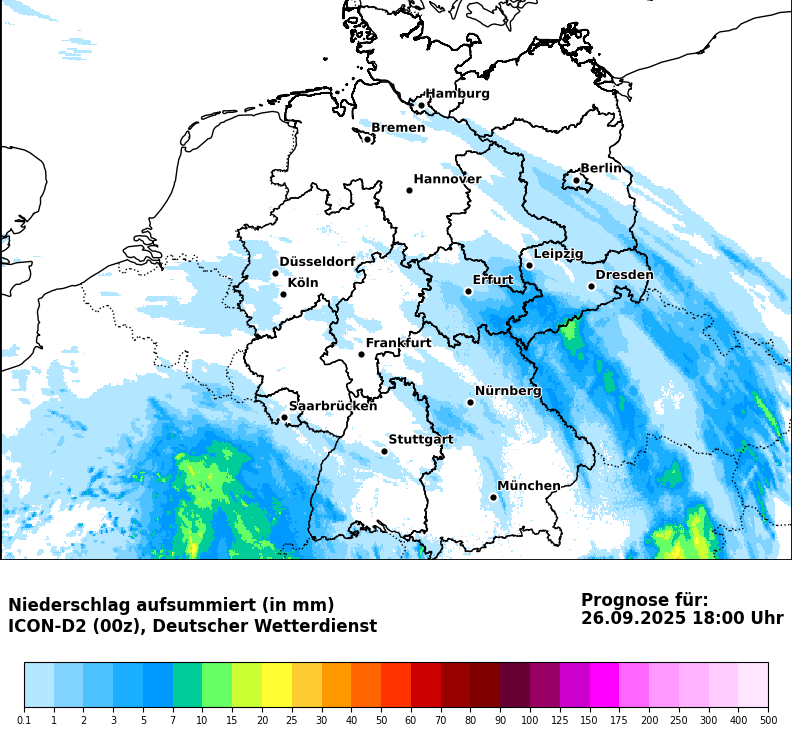 Hamburg
Bremen
Berlin
Hannover
Leipzig
Düsseldorf
Dresden
Erfurt
Köln
Frankfurt
Nürnberg
Saarbrücken
Stuttgart
München
Niederschlag aufsummiert (in mm)
ICON-D2 (00z), Deutscher Wetterdienst
Prognose für:
26.09.2025 18:00 Uhr
0.1 1 2 3 5 7 10 15 20 25 30 40 50 60 70 80 90 100 125 150 175 200 250 300 400 500